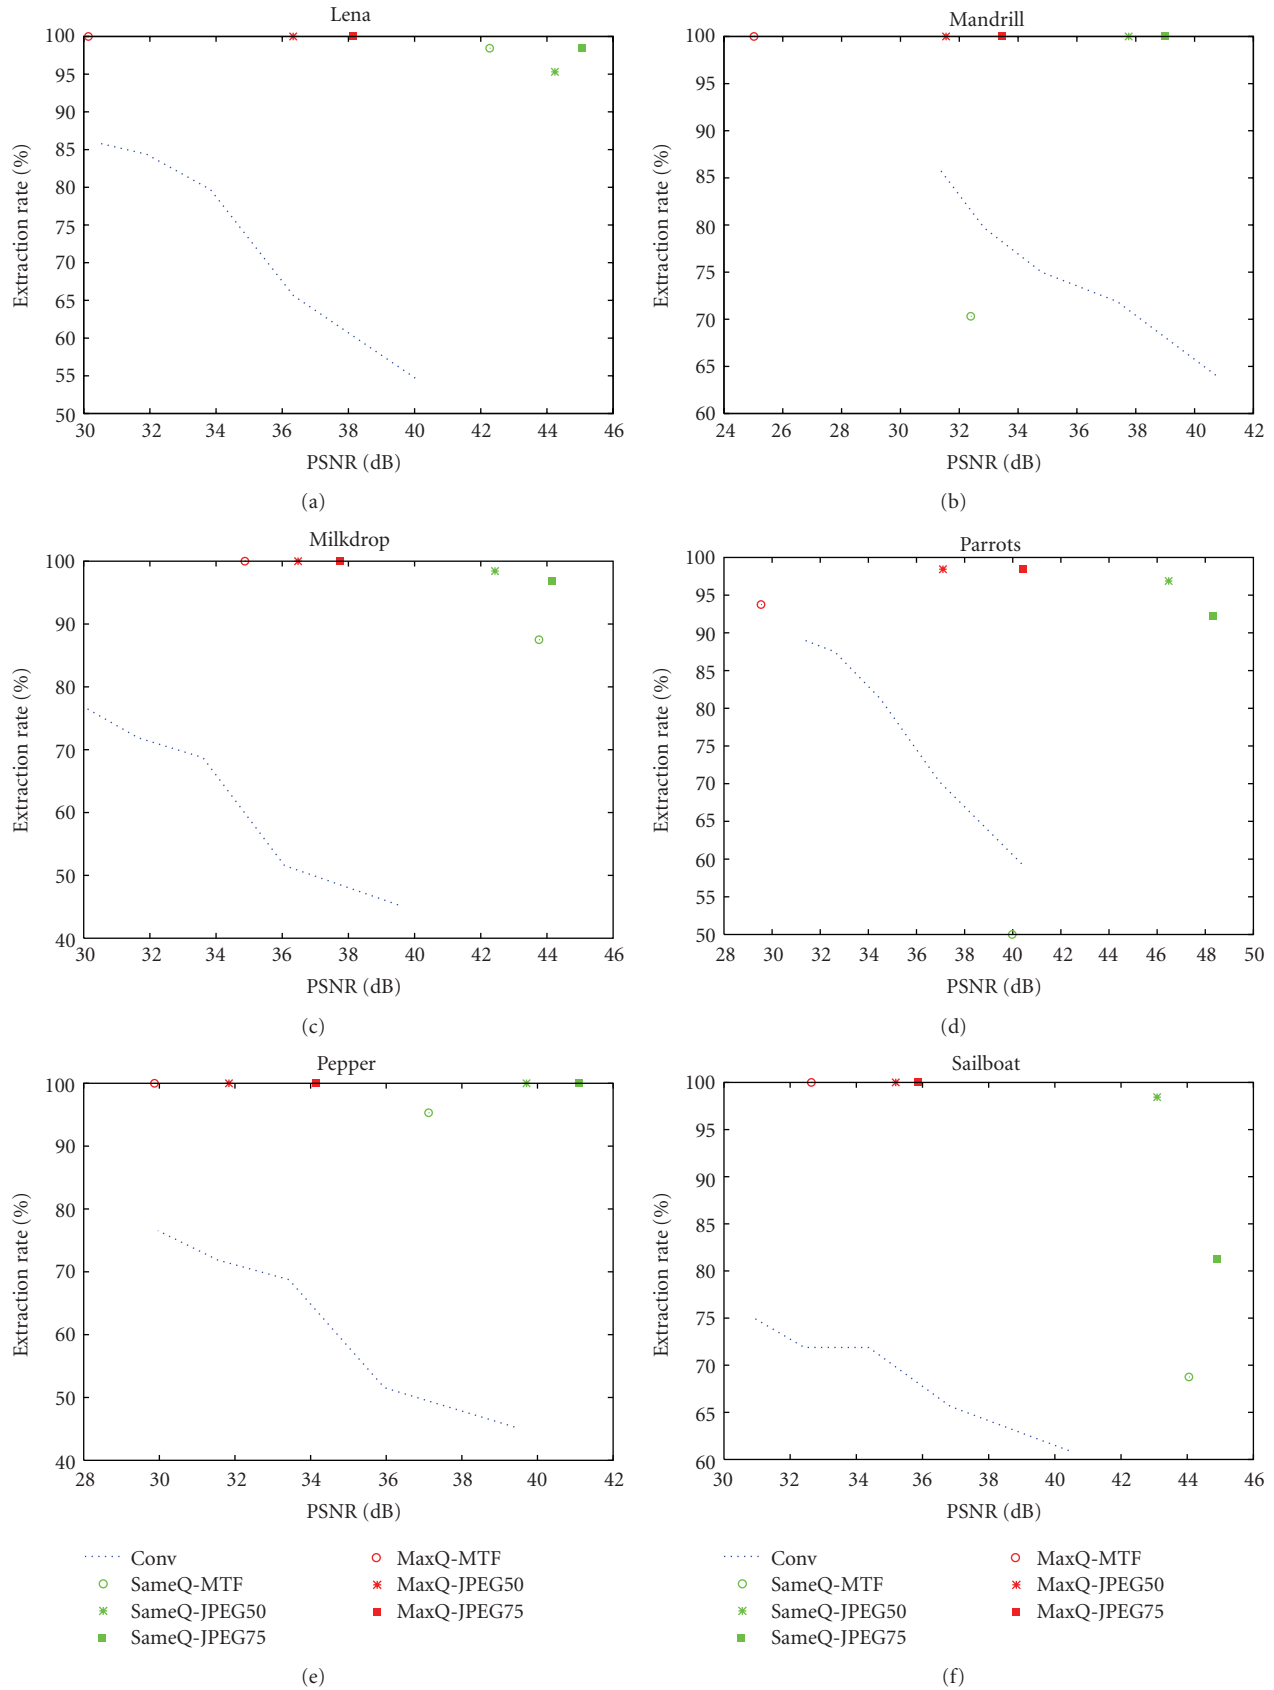 Lena
100
95
90
85
80
75
70
65
60
55
50
Extraction rate (%)
30 32 34 36 38 40 42 44 46
PSNR (dB)
(a)
Mandrill
100
95
90
85
80
75
70
65
60
Extraction rate (%)
24 26 28 30 32 34 36 38 40 42
PSNR (dB)
(b)
Milkdrop
100
90
80
70
60
50
40
Extraction rate (%)
30 32 34 36 38 40 42 44 46
PSNR (dB)
(c)
Parrots
100
95
90
85
80
75
70
65
60
55
50
Extraction rate (%)
28 30 32 34 36 38 40 42 44 46 48 50
PSNR (dB)
(d)
Pepper
100
90
80
70
60
50
40
Extraction rate (%)
28 30 32 34 36 38 40 42
PSNR (dB)
Conv
SameQ-MTF
SameQ-JPEG50
SameQ-JPEG75
MaxQ-MTF
MaxQ-JPEG50
MaxQ-JPEG75
(e)
Sailboat
100
95
90
85
80
75
70
65
60
Extraction rate (%)
30 32 34 36 38 40 42 44 46
PSNR (dB)
Conv
SameQ-MTF
SameQ-JPEG50
SameQ-JPEG75
MaxQ-MTF
MaxQ-JPEG50
MaxQ-JPEG75
(f)